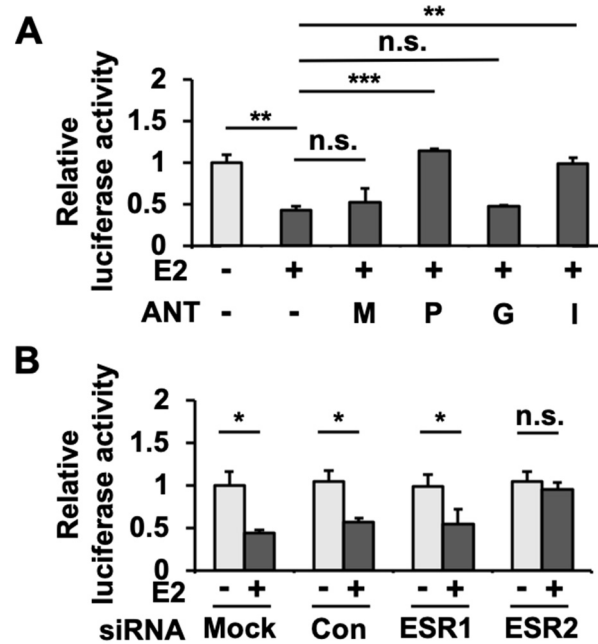 A
**
n.s.
***
**
n.s.
Relative
luciferase activity
2
1.5
1
0.5
0
E2 - + + + + +
ANT - - M P G I
B
Relative
luciferase activity
2
1.5
1
0.5
0
* * * n.s.
E2 - + - + - + - +
siRNA Mock Con ESR1 ESR2